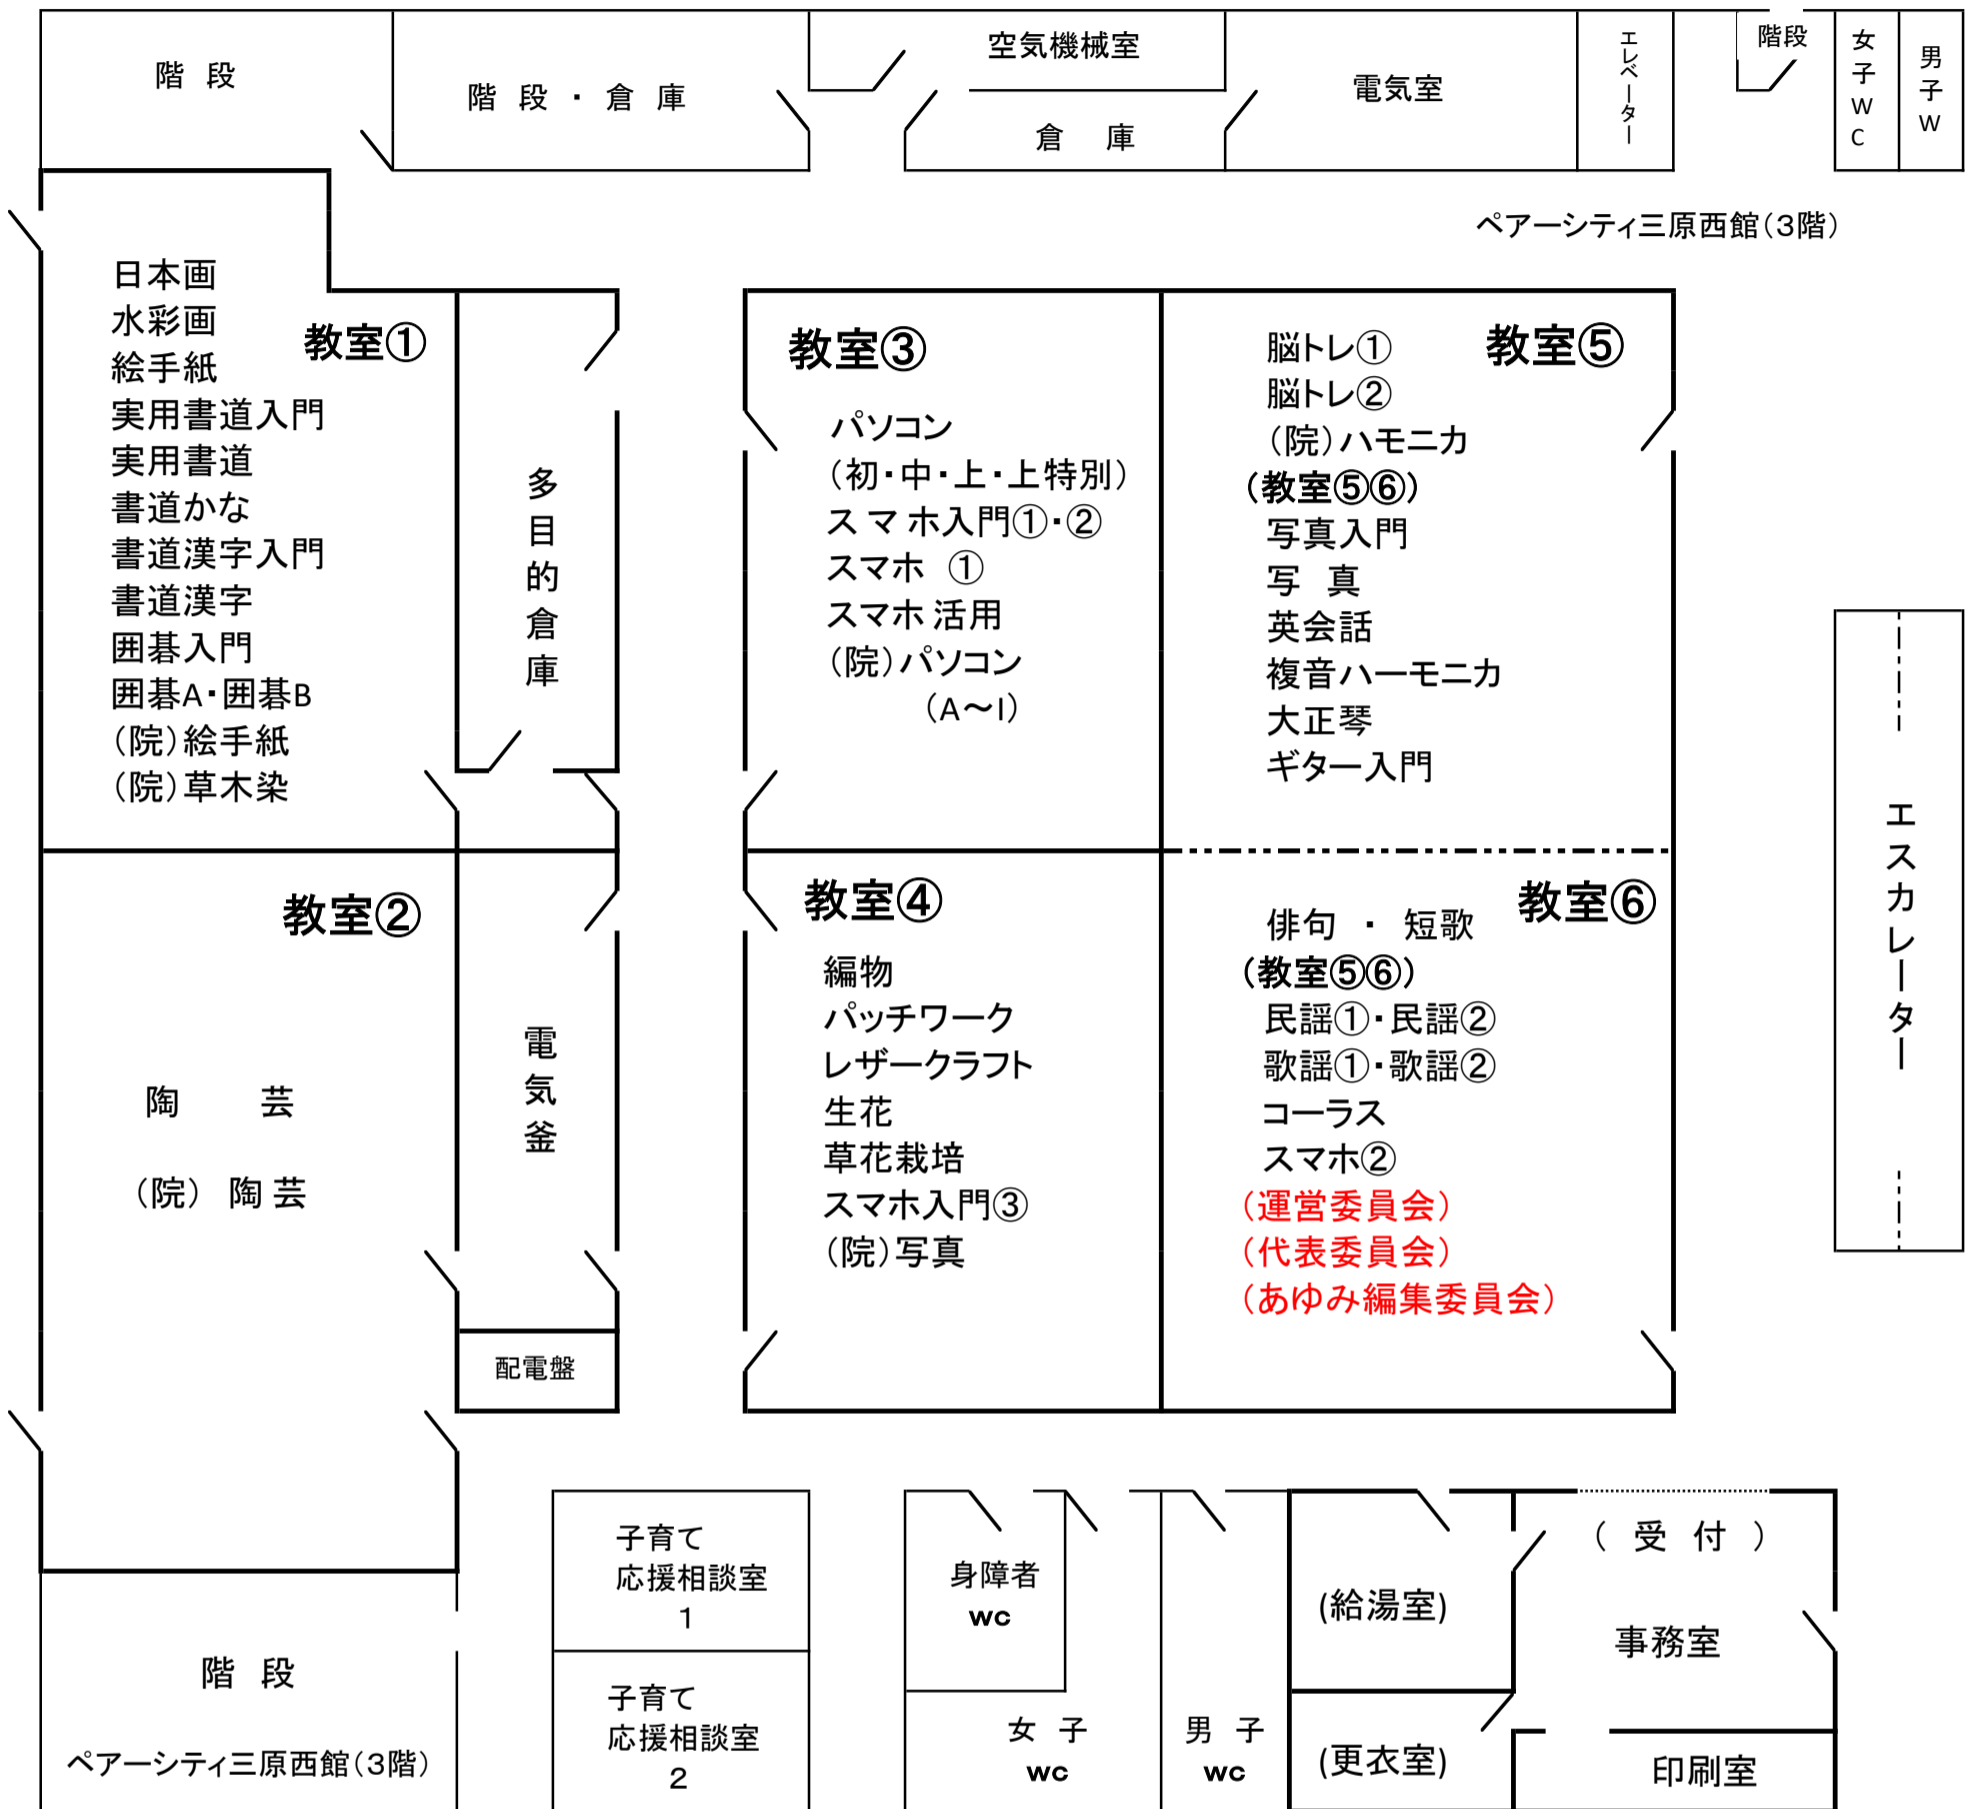 階 段
階 段 ・ 倉 庫
空気機械室
倉 庫
電気室
エレベーター
階段
女子WC
男子W
ペアーシティ三原西館(3階)
教室①
日本画
水彩画
絵手紙
実用書道入門
実用書道
書道かな
書道漢字入門
書道漢字
囲碁入門
囲碁A・囲碁B
(院)絵手紙
(院)草木染
多目的倉庫
教室③
パソコン
(初・中・上・上特別)
スマホ入門①・②
スマホ ①
スマホ 活用
(院)パソコン
(A～I)
教室⑤
脳トレ①
脳トレ②
(院)ハモニカ
(教室⑤⑥)
写真入門
写 真
英会話
複音ハーモニカ
大正琴
ギター入門
エスカレーター
教室②
陶 芸
(院) 陶 芸
電気釜
配電盤
教室④
編物
パッチワーク
レザークラフト
生花
草花栽培
スマホ入門③
(院)写真
教室⑥
俳句 ・ 短歌
(教室⑤⑥)
民謡①・民謡②
歌謡①・歌謡②
コーラス
スマホ②
(運営委員会)
(代表委員会)
(あゆみ編集委員会)
階 段
ペアーシティ三原西館(3階)
子育て
応援相談室
1
子育て
応援相談室
2
身障者
wc
女 子
wc
男 子
wc
(給湯室)
(更衣室)
( 受 付 )
事務室
印刷室